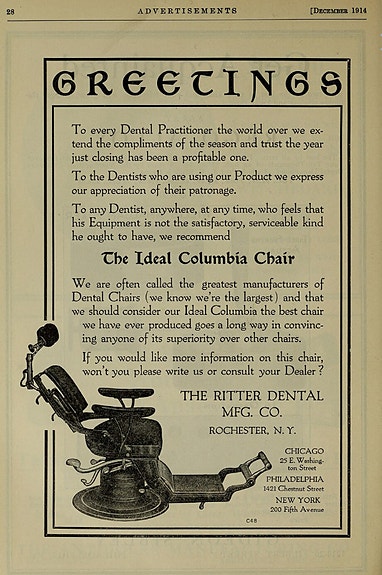 28 ADVERTISEMENTS [DECEMBER 1914
GREETINGS
To every Dental Practitioner the world over we ex-
tend the compliments of the season and trust the year
just closing has been a profitable one.
To the Dentists who are using our Product we express
our appreciation of their patronage.
To any Dentist, anywhere, at any time, who feels that
his Equipment is not the satisfactory, serviceable kind
he ought to have, we recommend
The Ideal Columbia Chair
We are often called the greatest manufacturers of
Dental Chairs (we know we're the largest) and that
we should consider our Ideal Columbia the best chair
we have ever produced goes a long way in convinc-
ing anyone of its superiority over other chairs.
If you would like more information on this chair,
won't you please write us or consult your Dealer?
THE RITTER DENTAL
MFG. CO.
ROCHESTER, N. Y.
CHICAGO
25 E. Washing-
ton Street
PHILADELPHIA
1421 Chestnut Street
NEW YORK
200 Fifth Avenue
C48